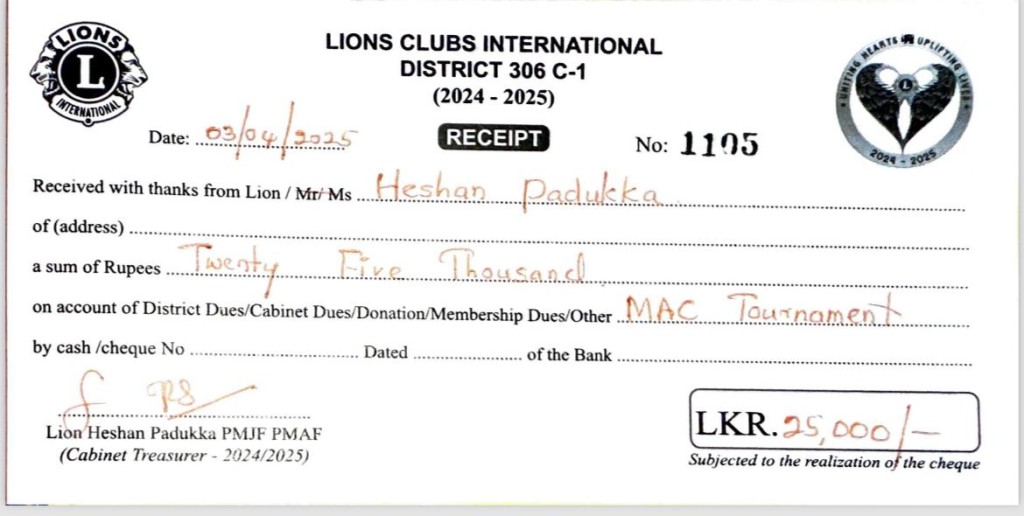 LIONS
L
INTERNATIONAL
LIONS CLUBS INTERNATIONAL
DISTRICT 306 C-1
(2024 - 2025)
UNITING HEARTS UPLIFTING LIVES
L
2024 - 2025
Date: 03/04/2025
RECEIPT
No: 1105
Received with thanks from Lion / Mr/ Ms Heshan Padukka
of (address)
a sum of Rupees Twenty Five Thousand
on account of District Dues/Cabinet Dues/Donation/Membership Dues/Other MAC Tournament
by cash /cheque No Dated of the Bank
Lion Heshan Padukka PMJF PMAF
(Cabinet Treasurer - 2024/2025)
LKR. 25,000/-
Subjected to the realization of the cheque